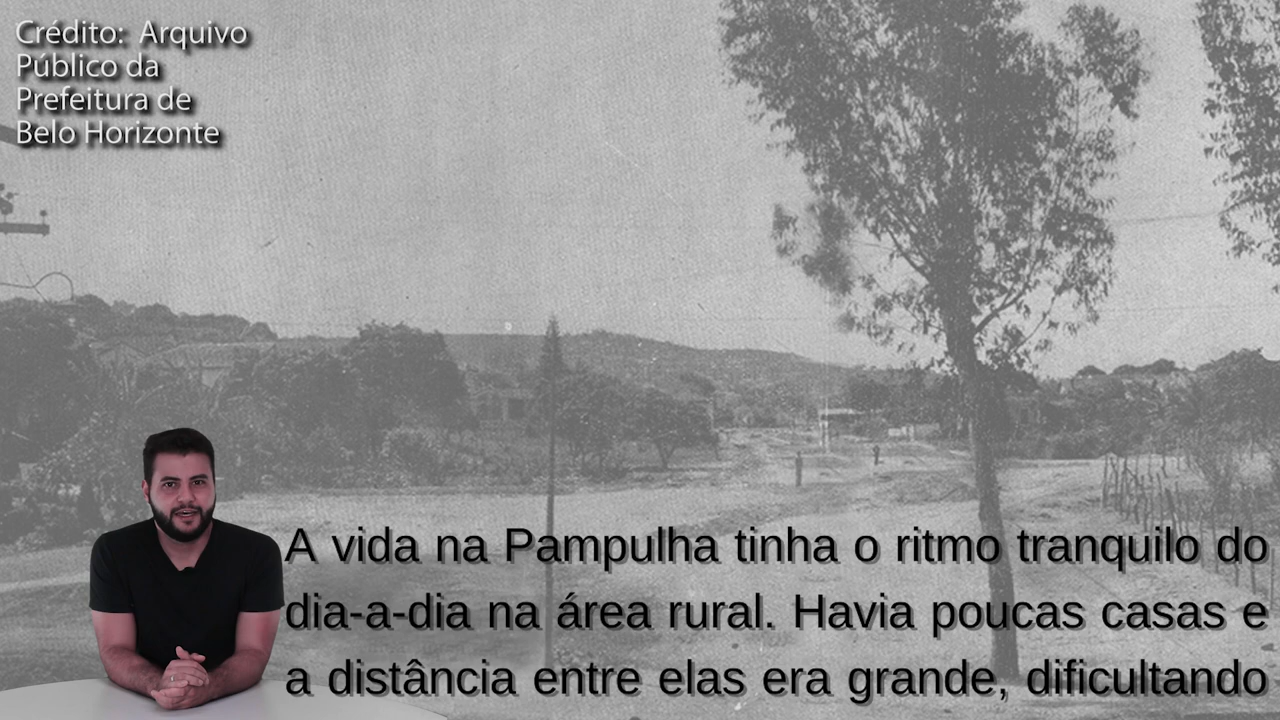 Crédito: Arquivo
Público da
Prefeitura de
Belo Horizonte
A vida na Pampulha tinha o ritmo tranquilo do
dia-a-dia na área rural. Havia poucas casas e
a distância entre elas era grande, dificultando